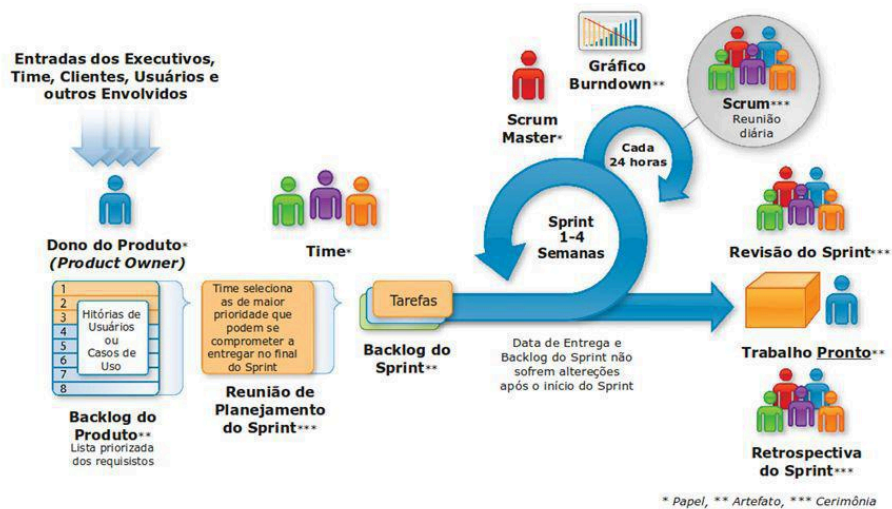 Entradas dos Executivos,
Time, Clientes, Usuários e
outros Envolvidos
Dono do Produto*
(Product Owner)
1
2
3
4
5
6
7
8
Hitórias de
Usuários
ou
Casos de
Uso
Backlog do
Produto**
Lista priorizada
dos requisistos
Time*
Time seleciona
as de maior
prioridade que
podem se
comprometer a
entregar no final
do Sprint
Reunião de
Planejamento
do Sprint***
Tarefas
Backlog do
Sprint**
Scrum
Master*
Gráfico
Burndown**
Cada
24 horas
Scrum***
Reunião
diária
Sprint
1-4
Semanas
Data de Entrega e
Backlog do Sprint não
sofrem altereções
após o início do Sprint
Revisão do Sprint***
Trabalho Pronto**
Retrospectiva
do Sprint***
* Papel, ** Artefato, *** Cerimônia